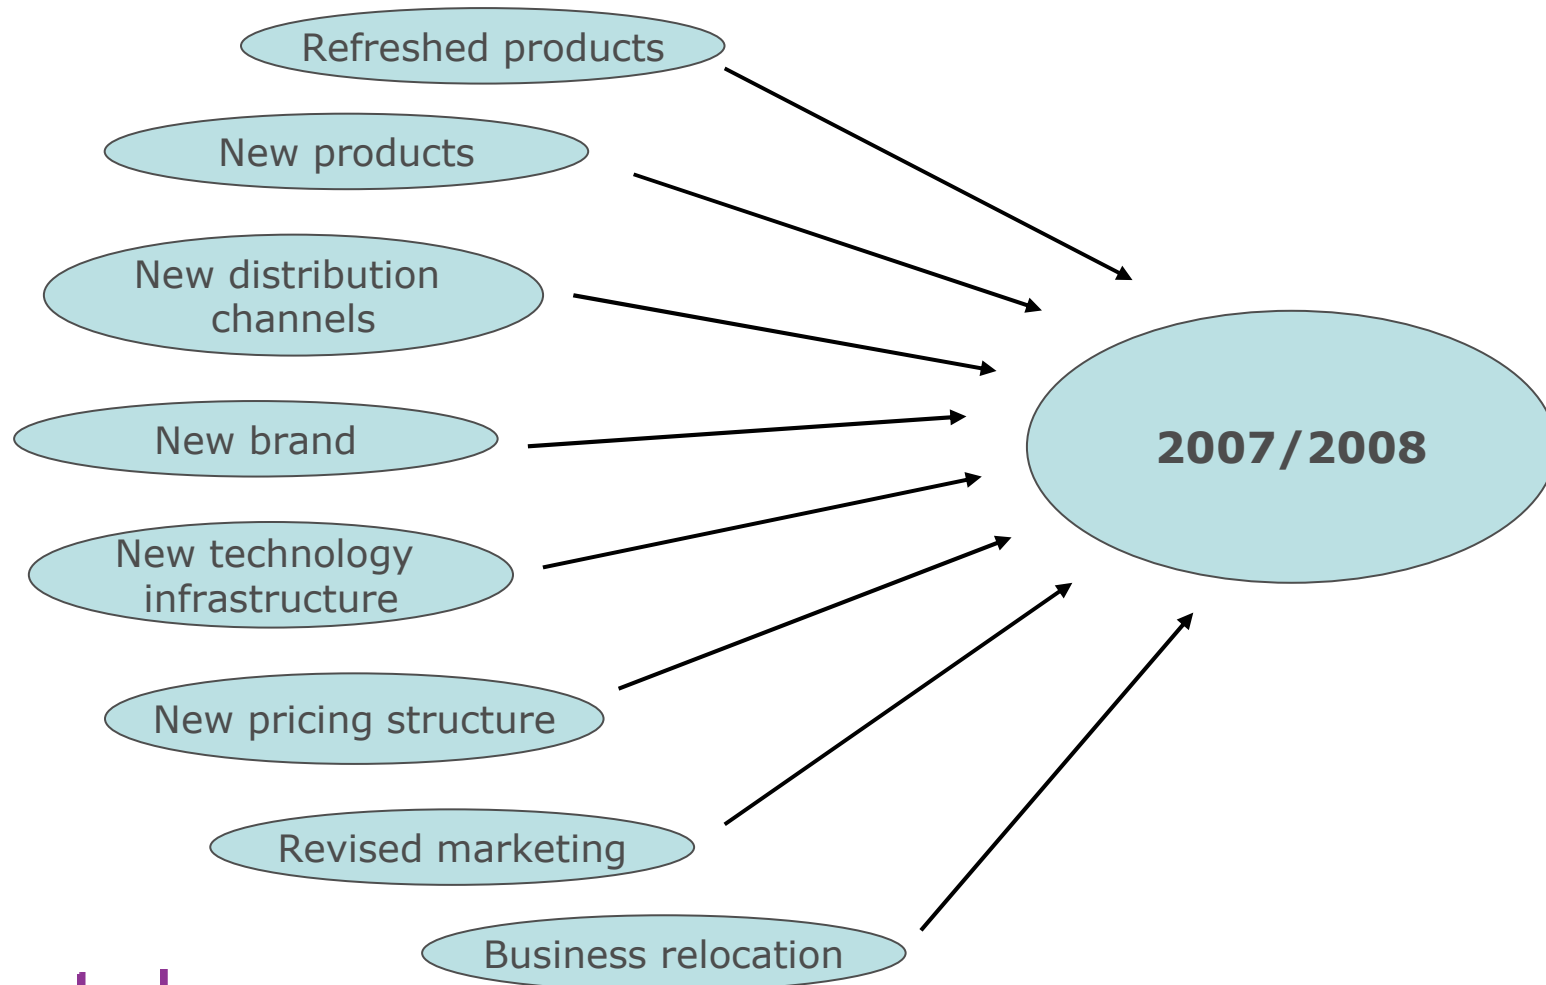 Refreshed products
New products
New distribution
channels
New brand
2007/2008
New technology
infrastructure
New pricing structure
Revised marketing
Business relocation